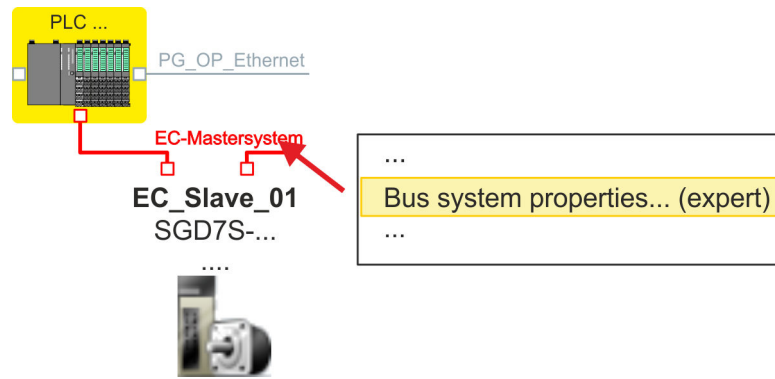 PLC ...
PG_OP_Ethernet
EC-Mastersystem
EC_Slave_01
SGD7S-...
....
...
Bus system properties... (expert)
...